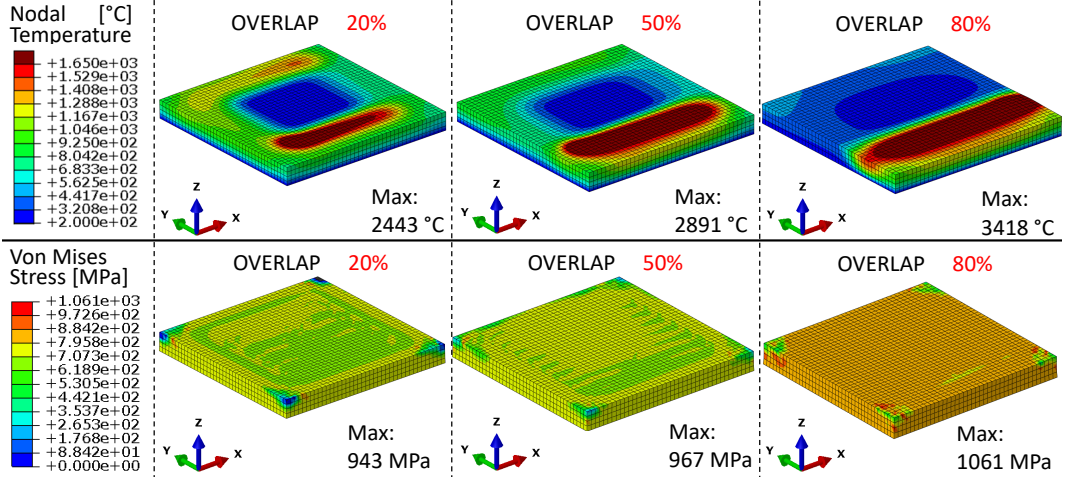 Nodal [°C]
Temperature
+1.650e+03
+1.529e+03
+1.408e+03
+1.288e+03
+1.167e+03
+1.046e+03
+9.250e+02
+8.042e+02
+6.833e+02
+5.625e+02
+4.417e+02
+3.208e+02
+2.000e+02
OVERLAP 20%
Z
Y
X
Max:
2443 °C
OVERLAP 50%
Z
Y
X
Max:
2891 °C
OVERLAP 80%
Z
Y
X
Max:
3418 °C
Von Mises
Stress [MPa]
+1.061e+03
+9.726e+02
+8.842e+02
+7.958e+02
+7.073e+02
+6.189e+02
+5.305e+02
+4.421e+02
+3.537e+02
+2.653e+02
+1.768e+02
+8.842e+01
+0.000e+00
OVERLAP 20%
Z
Y
X
Max:
943 MPa
OVERLAP 50%
Z
Y
X
Max:
967 MPa
OVERLAP 80%
Z
Y
X
Max:
1061 MPa